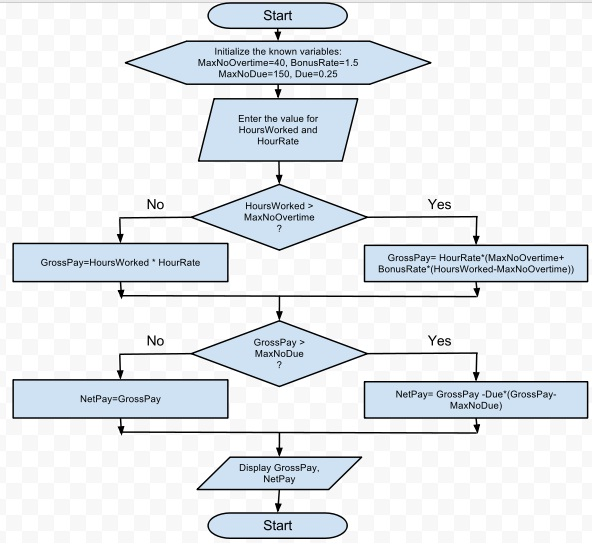 Start
Initialize the known variables:
MaxNoOvertime=40, BonusRate=1.5
MaxNoDue=150, Due=0.25
Enter the value for
HoursWorked and
HourRate
HoursWorked >
MaxNoOvertime
?
No
Yes
GrossPay=HoursWorked * HourRate
GrossPay= HourRate*(MaxNoOvertime+
BonusRate*(HoursWorked-MaxNoOvertime))
GrossPay >
MaxNoDue
?
No
Yes
NetPay=GrossPay
NetPay= GrossPay -Due*(GrossPay-
MaxNoDue)
Display GrossPay,
NetPay
Start